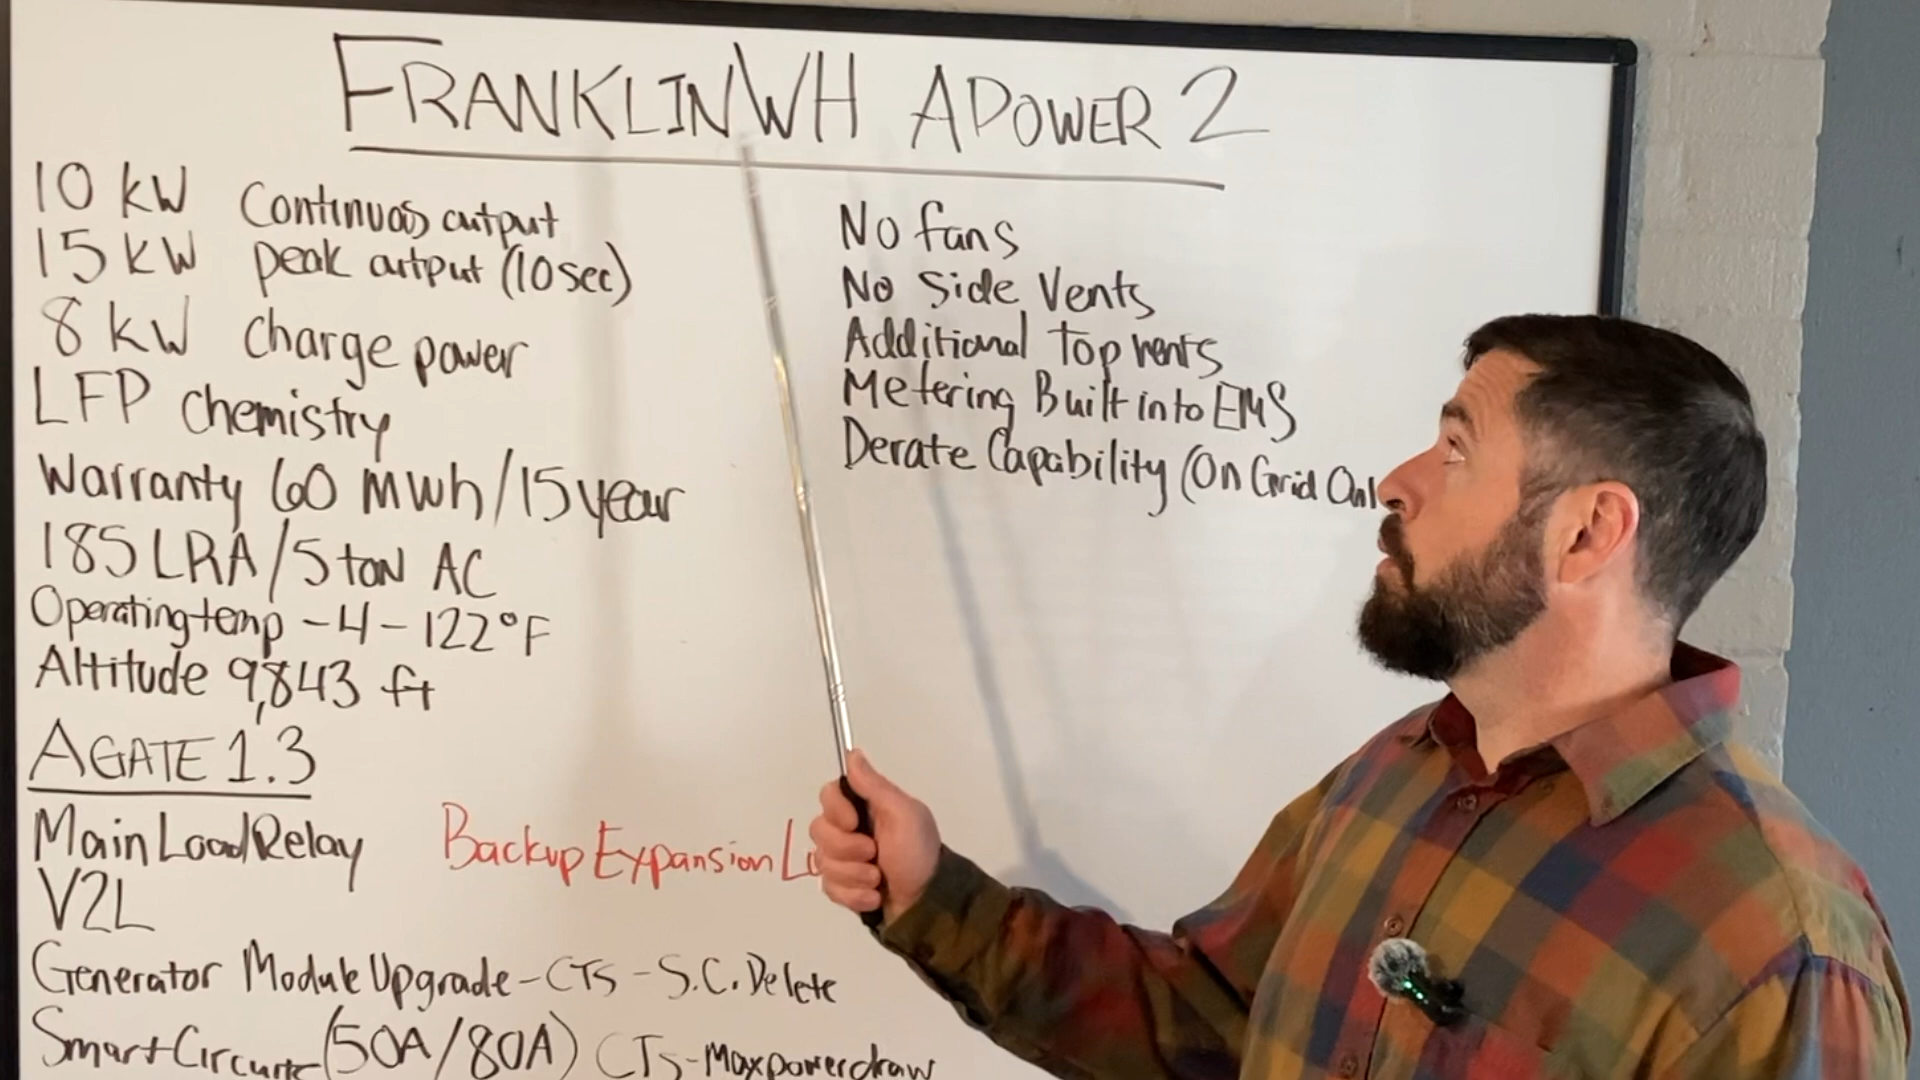 FRANKLINWH APOWER 2
10 kW Continuos output
15 kW peak output (10 sec)
8 kW charge power
LFP chemistry
Warranty 60 mwh/15 year
185 LRA/5 ton AC
Operating temp -4 - 122°F
Altitude 9,843 ft
No fans
No Side Vents
Additional Top vents
Metering Built into EMS
Derate Capability (On Grid Onl
AGATE 1.3
Main Load Relay
Backup Expansion
V2L
Generator Module Upgrade - CTS - S.C. Delete
Smart Circuits (50A/80A) CTs - Max power draw